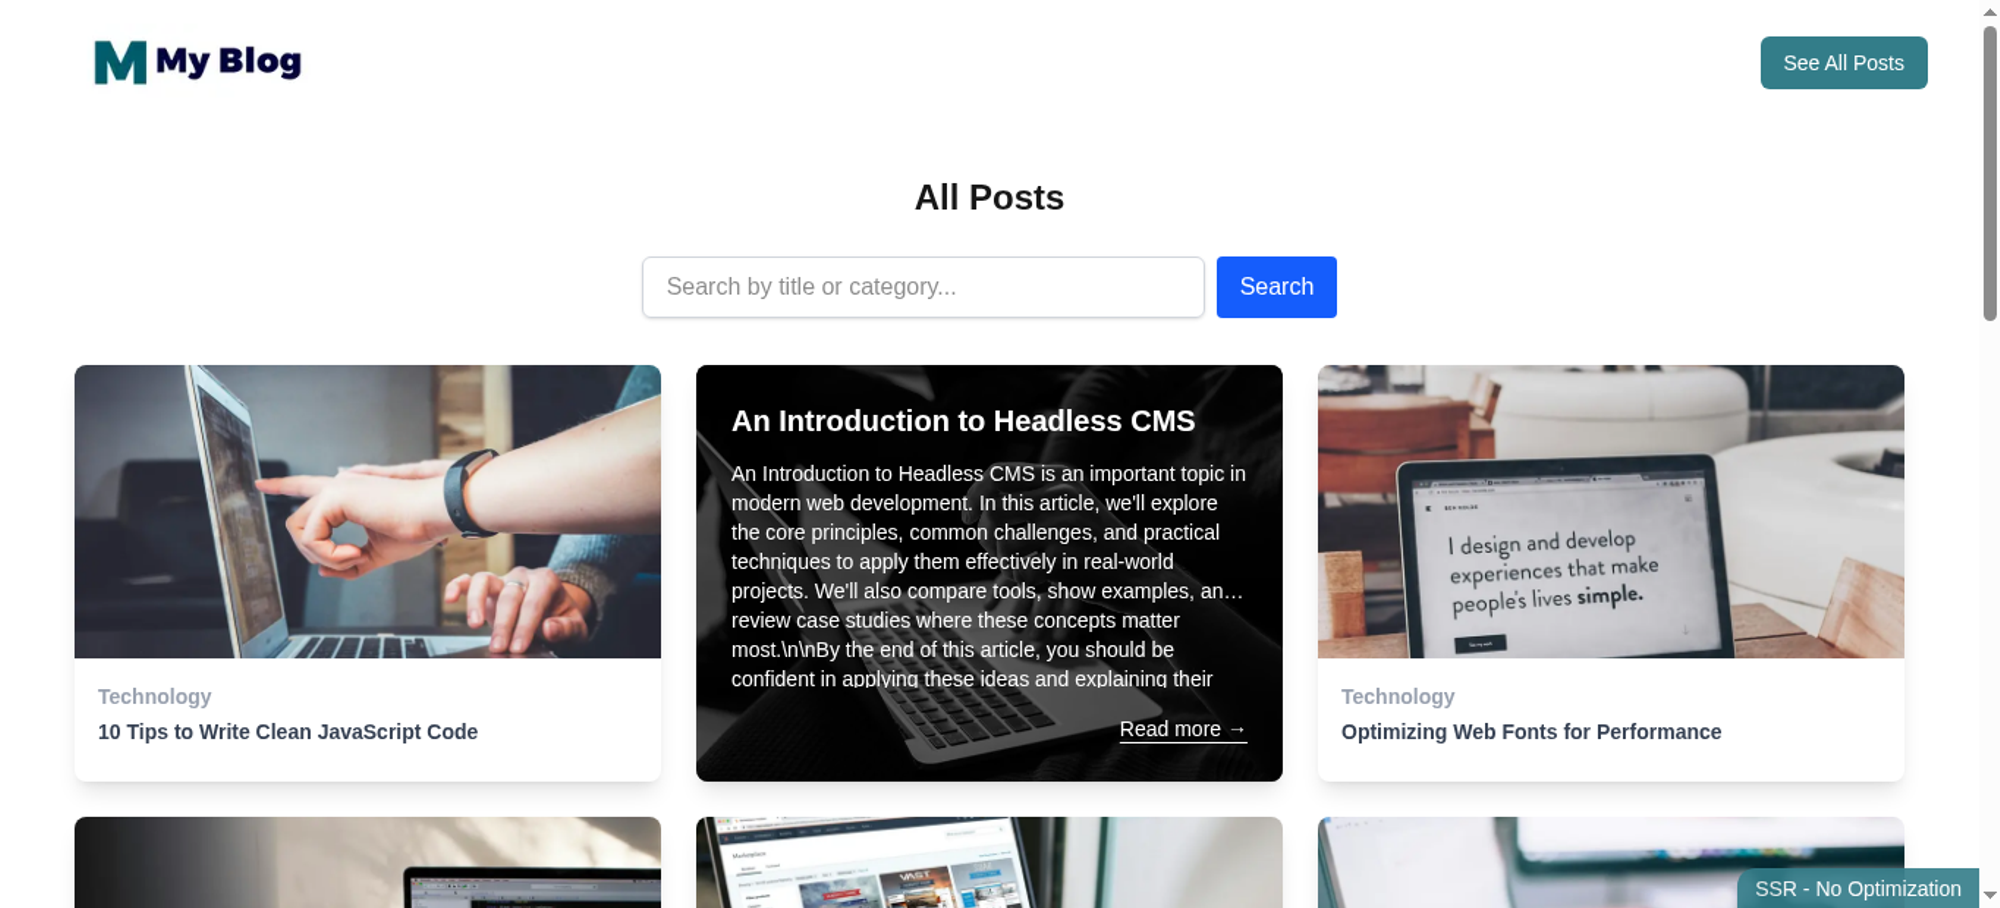 M My Blog
See All Posts
All Posts
Search by title or category...
Search
An Introduction to Headless CMS
An Introduction to Headless CMS is an important topic in
modern web development. In this article, we'll explore
the core principles, common challenges, and practical
techniques to apply them effectively in real-world
projects. We'll also compare tools, show examples, an...
review case studies where these concepts matter
most.\n\nBy the end of this article, you should be
confident in applying these ideas and explaining their
Read more →
I design and develop
experiences that make
people's lives simple.
Technology
10 Tips to Write Clean JavaScript Code
Technology
Optimizing Web Fonts for Performance
Marketplace
VAST
SSR - No Optimization